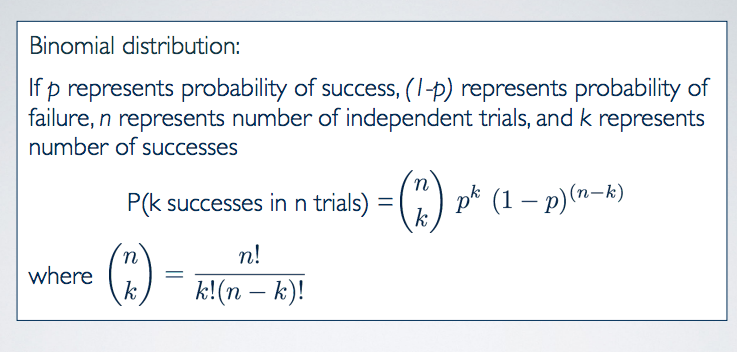 Binomial distribution:
If p represents probability of success, (1-p) represents probability of
failure, n represents number of independent trials, and k represents
number of successes
P(k successes in n trials) = \binom{n}{k} p^k (1 − p)^{(n−k)}
where \binom{n}{k} = \frac{n!}{k!(n − k)!}